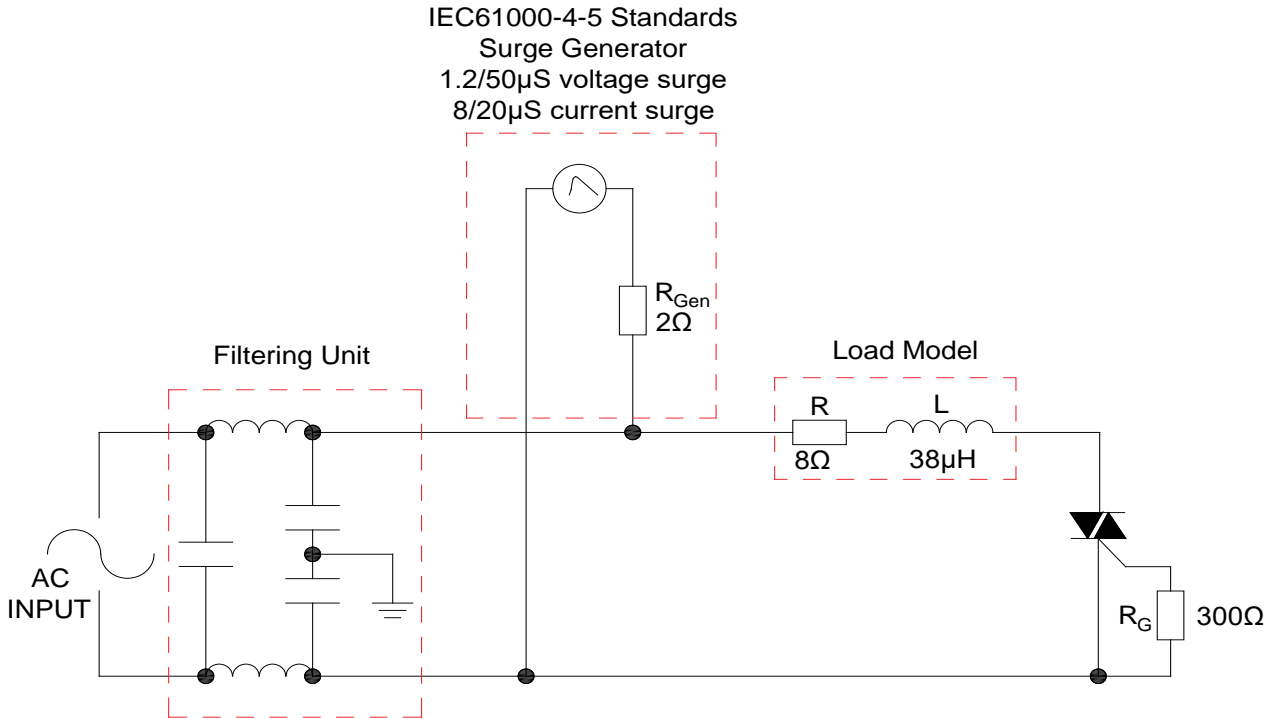 IEC61000-4-5 Standards
Surge Generator
1.2/50µS voltage surge
8/20µS current surge
R_Gen
2Ω
Filtering Unit
Load Model
R
L
8Ω
38µH
AC
INPUT
R_G
300Ω